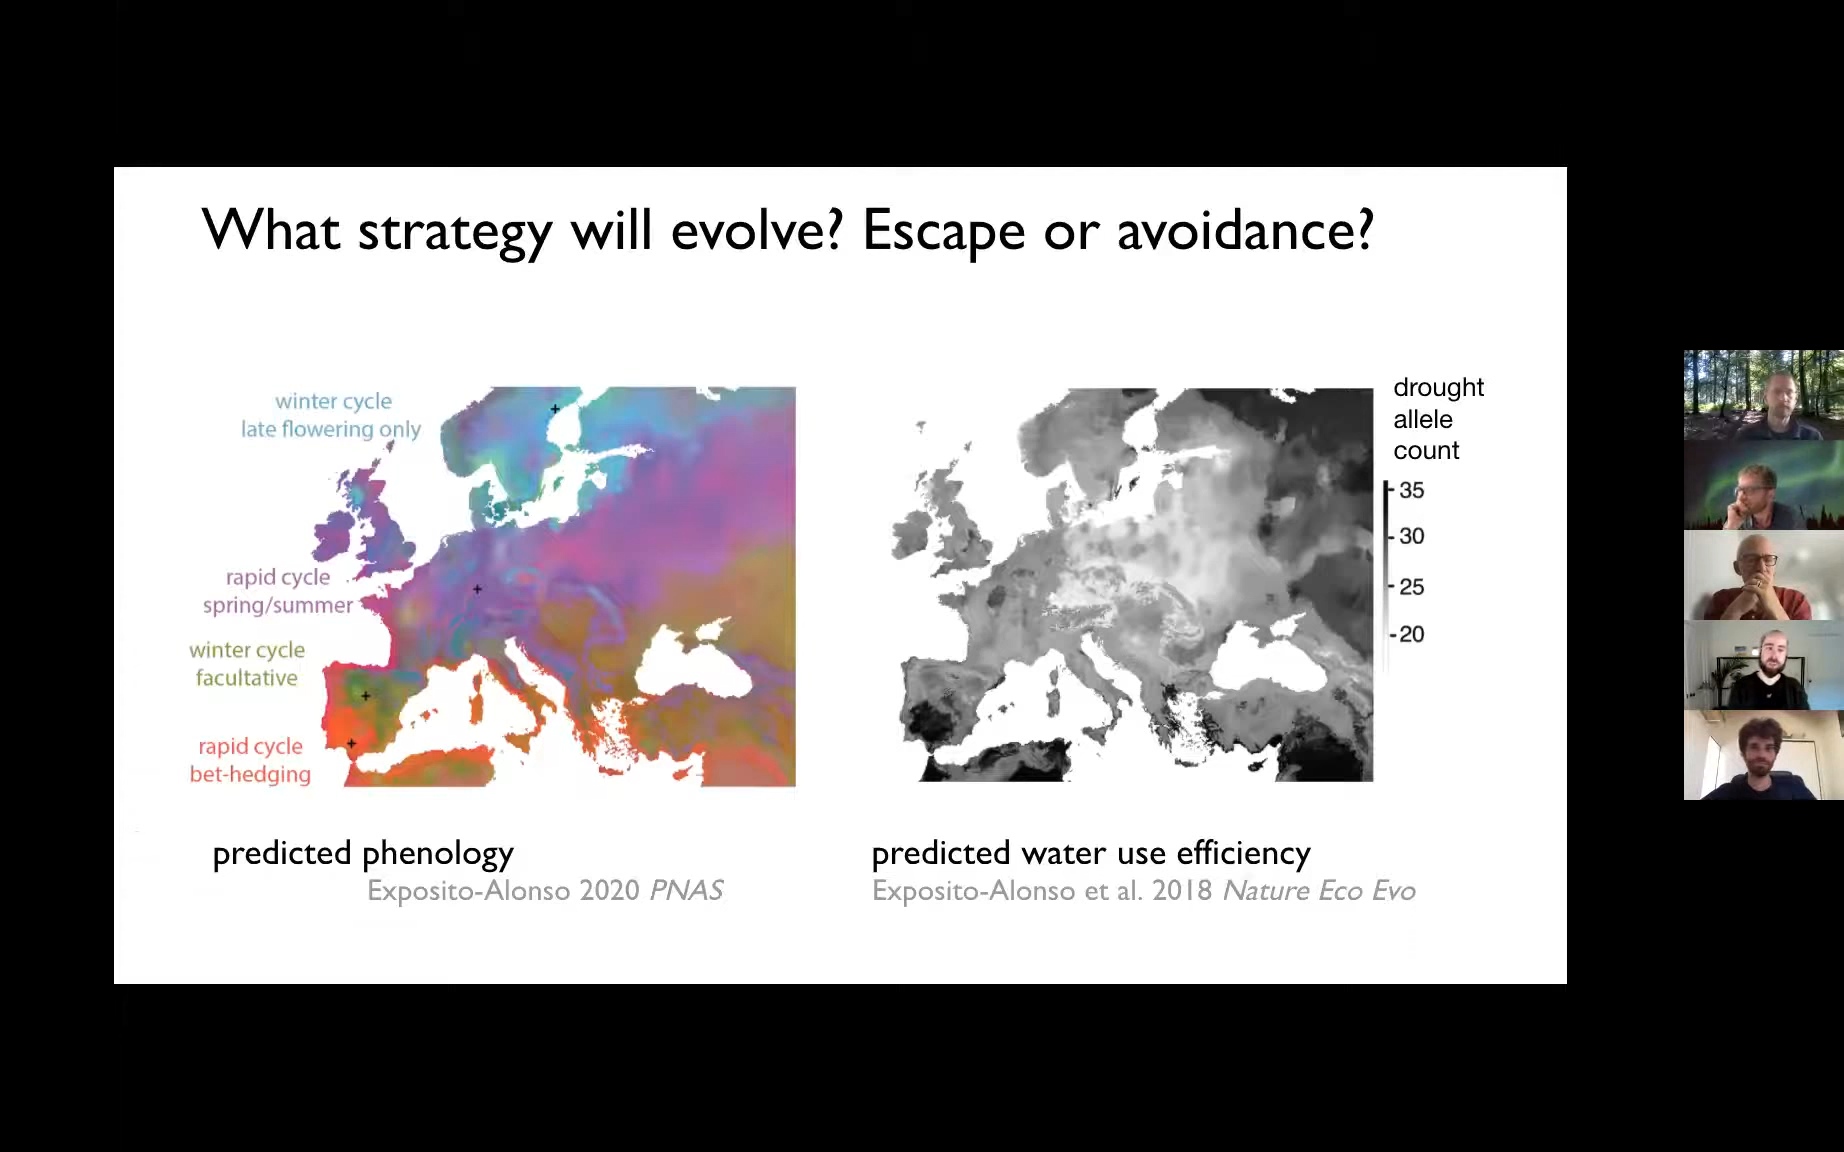 What strategy will evolve? Escape or avoidance?
winter cycle
late flowering only
rapid cycle
spring/summer
winter cycle
facultative
rapid cycle
bet-hedging
predicted phenology
Exposito-Alonso 2020 PNAS
drought
allele
count
35
30
25
20
predicted water use efficiency
Exposito-Alonso et al. 2018 Nature Eco Evo